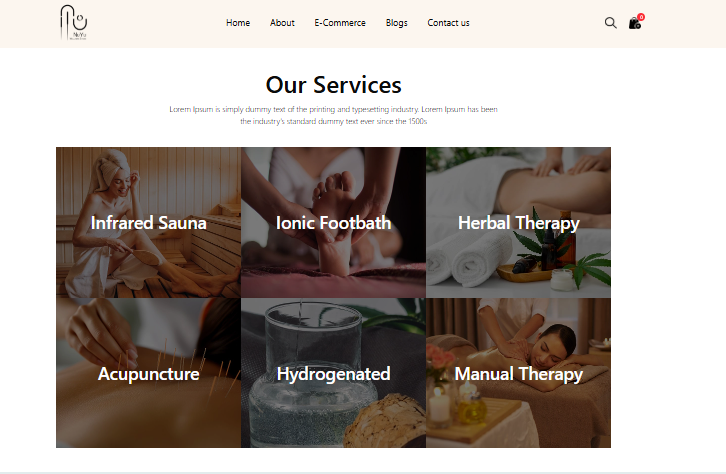 NuYu
Home About E-Commerce Blogs Contact us
0
Our Services
Lorem Ipsum is simply dummy text of the printing and typesetting industry. Lorem Ipsum has been
the industry's standard dummy text ever since the 1500s
Infrared Sauna Ionic Footbath Herbal Therapy
Acupuncture Hydrogenated Manual Therapy